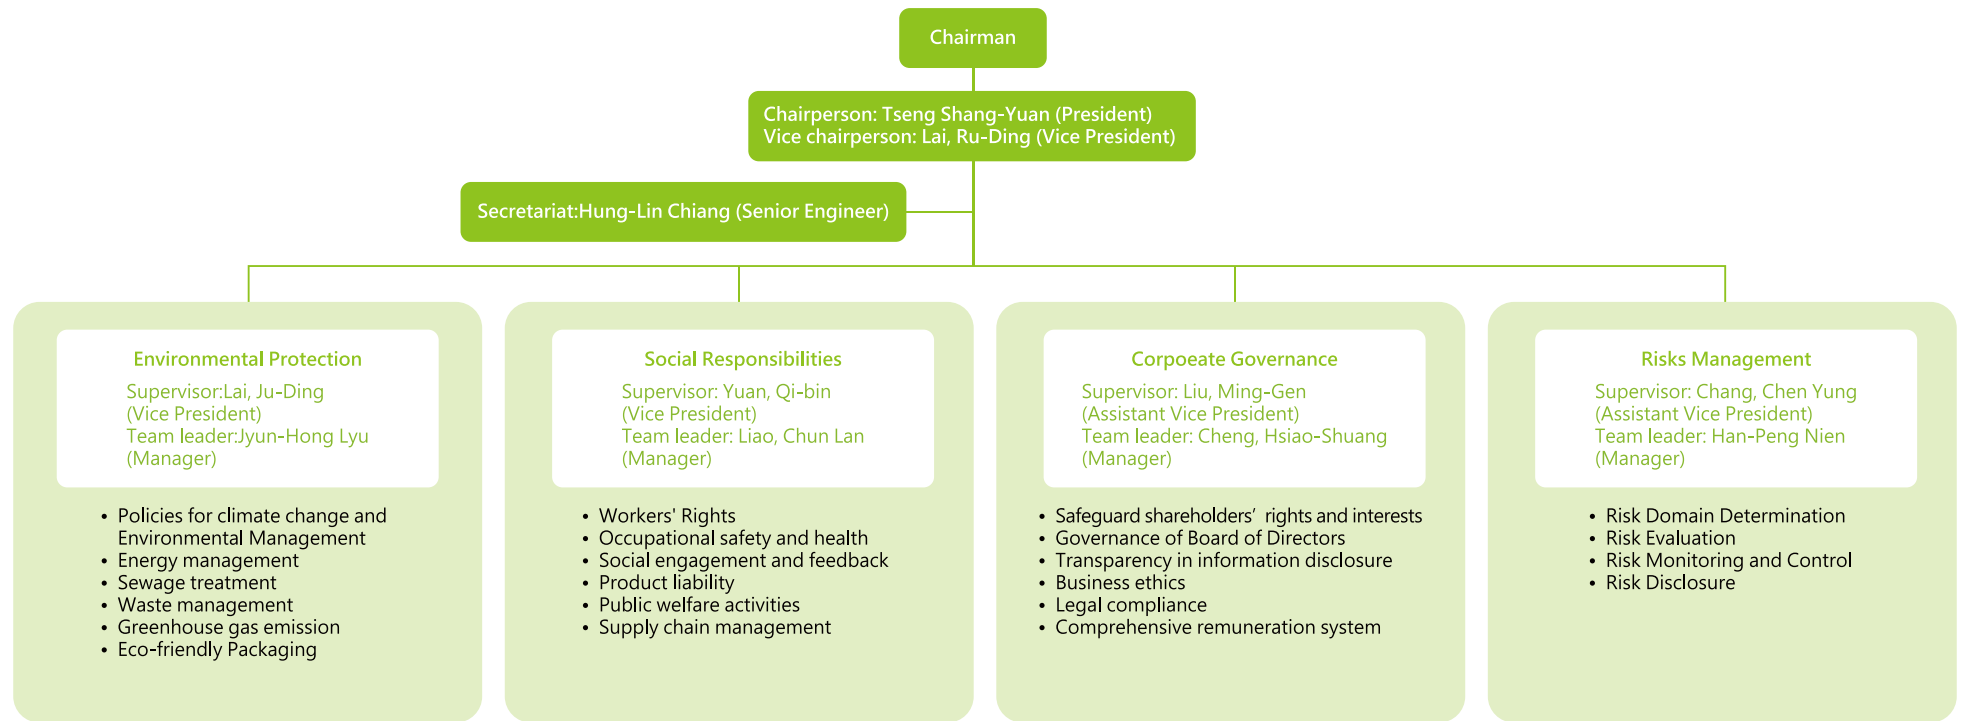 Chairman
Chairperson: Tseng Shang-Yuan (President)
Vice chairperson: Lai, Ru-Ding (Vice President)
Secretariat:Hung-Lin Chiang (Senior Engineer)
Environmental Protection
Supervisor:Lai, Ju-Ding
(Vice President)
Team leader:Jyun-Hong Lyu
(Manager)
• Policies for climate change and
Environmental Management
• Energy management
• Sewage treatment
• Waste management
• Greenhouse gas emission
• Eco-friendly Packaging
Social Responsibilities
Supervisor: Yuan, Qi-bin
(Vice President)
Team leader: Liao, Chun Lan
(Manager)
• Workers' Rights
• Occupational safety and health
• Social engagement and feedback
• Product liability
• Public welfare activities
• Supply chain management
Corpoeate Governance
Supervisor: Liu, Ming-Gen
(Assistant Vice President)
Team leader: Cheng, Hsiao-Shuang
(Manager)
• Safeguard shareholders’ rights and interests
• Governance of Board of Directors
• Transparency in information disclosure
• Business ethics
• Legal compliance
• Comprehensive remuneration system
Risks Management
Supervisor: Chang, Chen Yung
(Assistant Vice President)
Team leader: Han-Peng Nien
(Manager)
• Risk Domain Determination
• Risk Evaluation
• Risk Monitoring and Control
• Risk Disclosure